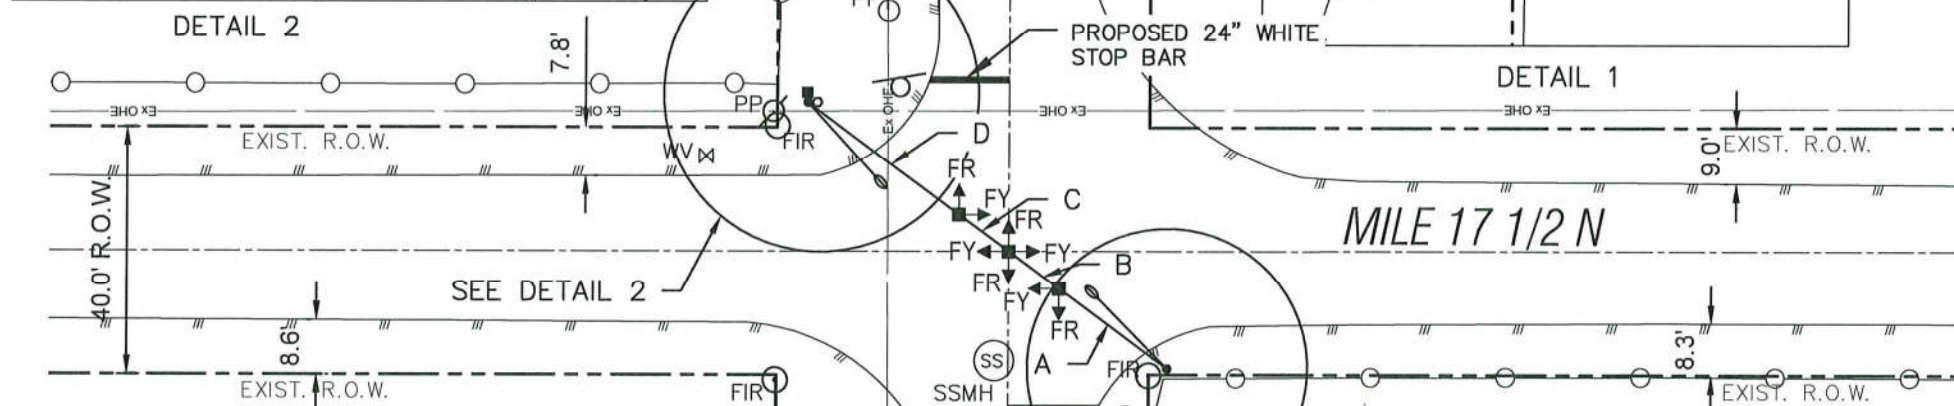 DETAIL 2
7.8'
PROPOSED 24" WHITE
STOP BAR
DETAIL 1
Ex OHE
Ex OHE
Ex OHE
Ex OHE
Ex OHE
PP
EXIST. R.O.W.
FIR
WV
D
EXIST. R.O.W.
9.0'
FR
FY
C
FR
40.0' R.O.W.
MILE 17 1/2 N
FY
FY
B
SEE DETAIL 2
FR
FY
FR
8.6'
SS
A
FIR
8.3'
EXIST. R.O.W.
FIR
SSMH
EXIST. R.O.W.